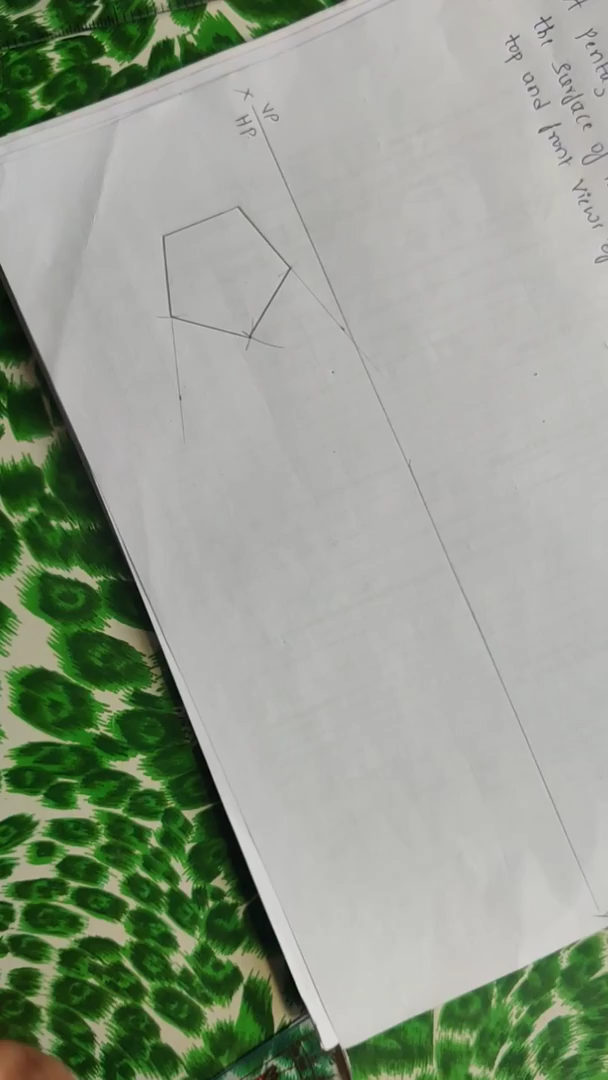 A pentag
the surface of
top and front views of
X VP
HP